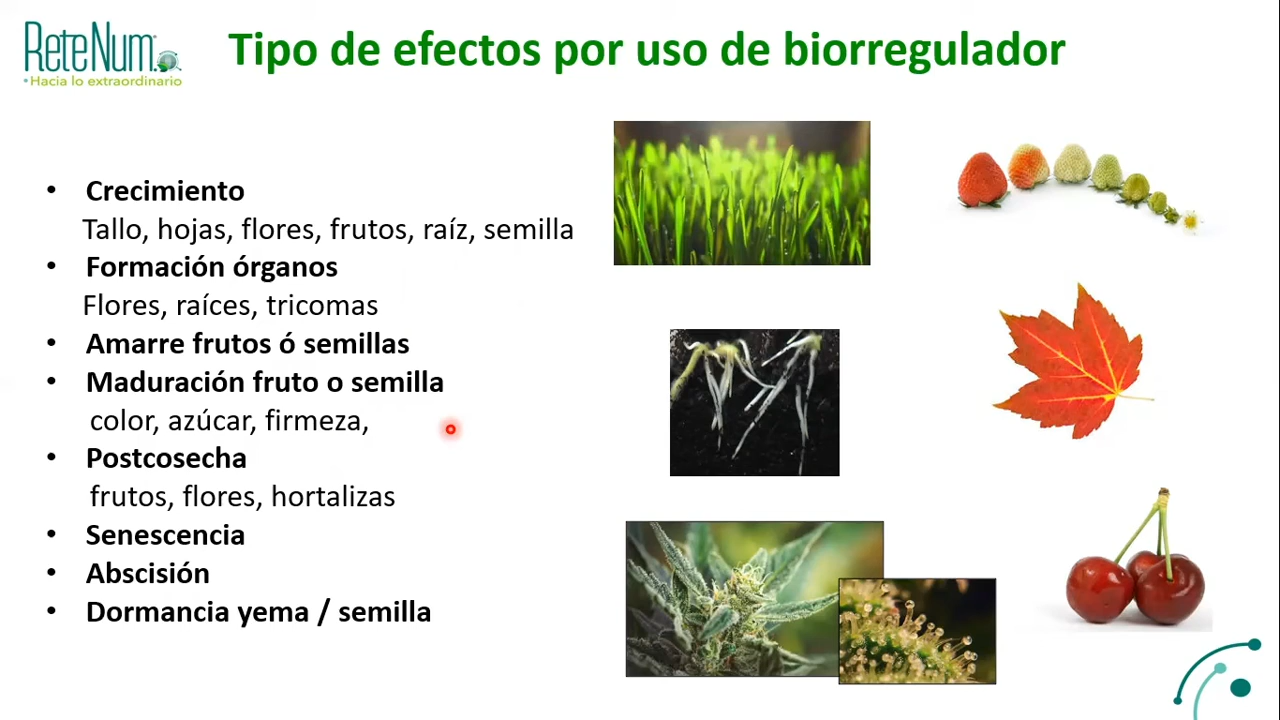 ReteNum
Hacia lo extraordinario
Tipo de efectos por uso de biorregulador
• Crecimiento
Tallo, hojas, flores, frutos, raíz, semilla
• Formación órganos
Flores, raíces, tricomas
• Amarre frutos ó semillas
• Maduración fruto o semilla
color, azúcar, firmeza,
• Postcosecha
frutos, flores, hortalizas
• Senescencia
• Abscisión
• Dormancia yema / semilla